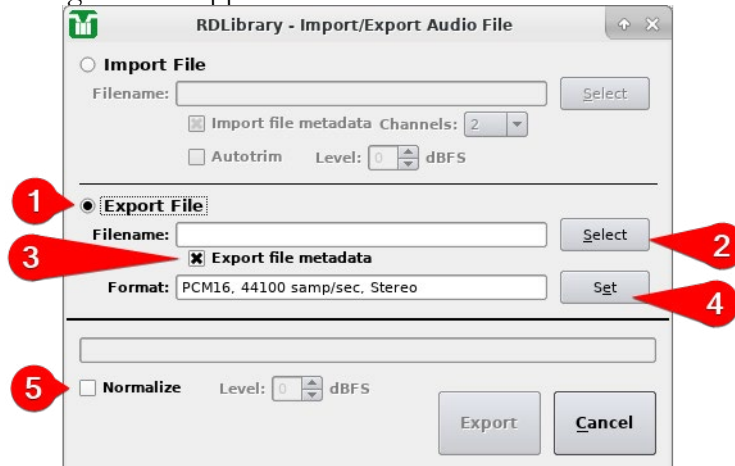 RDLibrary - Import/Export Audio File
Import File
Filename:
Select
Import file metadata Channels: 2
Autotrim Level: 0 dBFS
1
Export File
Filename:
Select
2
3
Export file metadata
Format: PCM16, 44100 samp/sec, Stereo
Set
4
5
Normalize Level: 0 dBFS
Export
Cancel